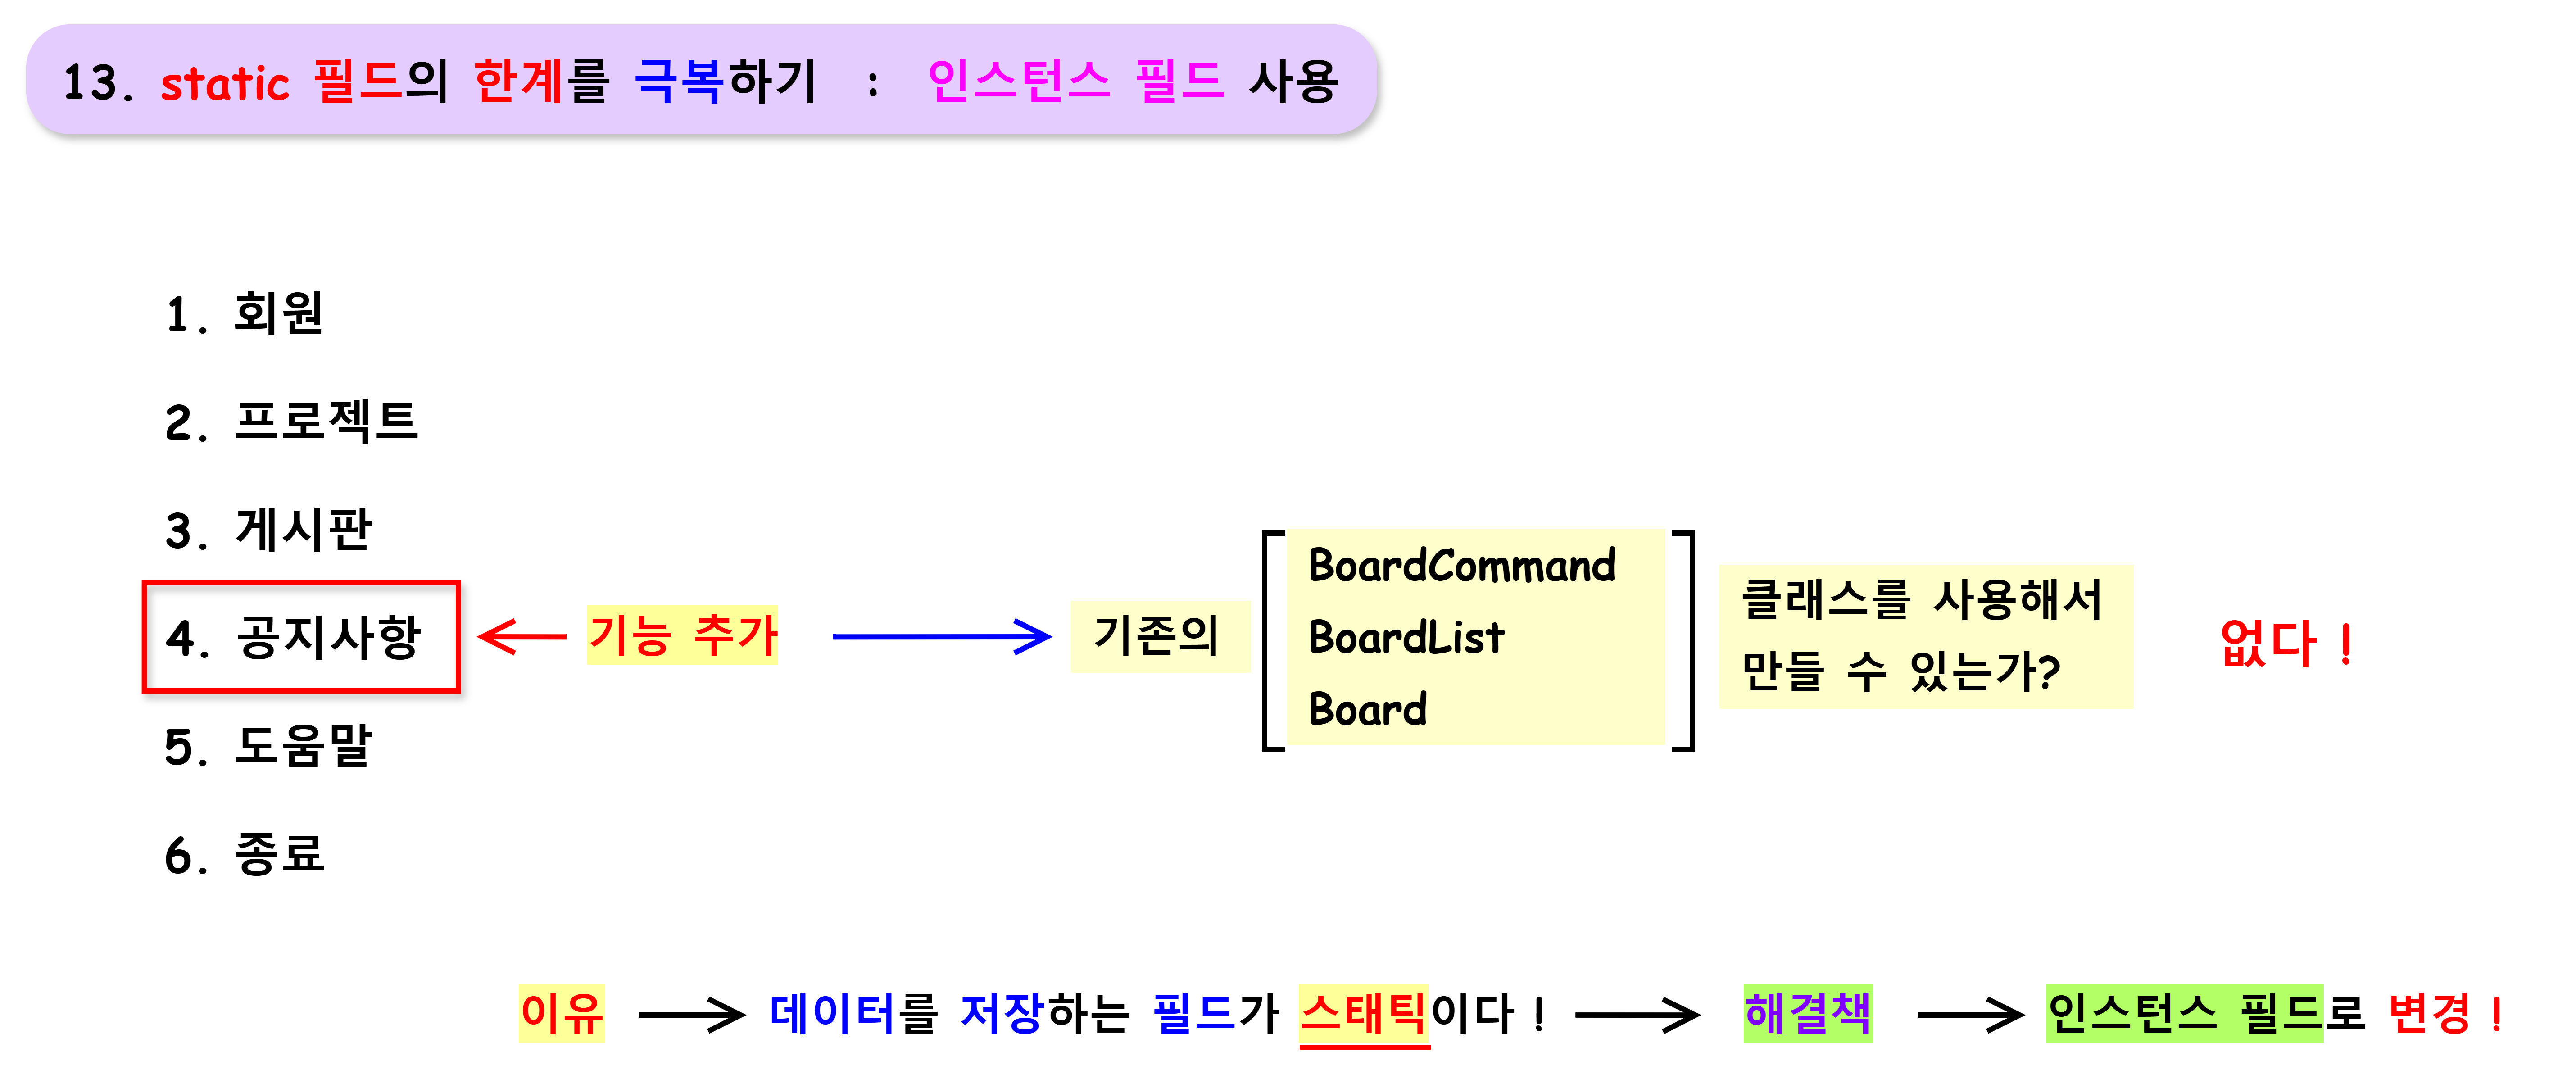 13. static 필드의 한계를 극복하기 : 인스턴스 필드 사용
1. 회원
2. 프로젝트
3. 게시판
4. 공지사항
기능 추가
기존의
BoardCommand
BoardList
Board
클래스를 사용해서
만들 수 있는가?
없다 !
5. 도움말
6. 종료
이유
데이터를 저장하는 필드가 스태틱이다 !
해결책
인스턴스 필드로 변경 !